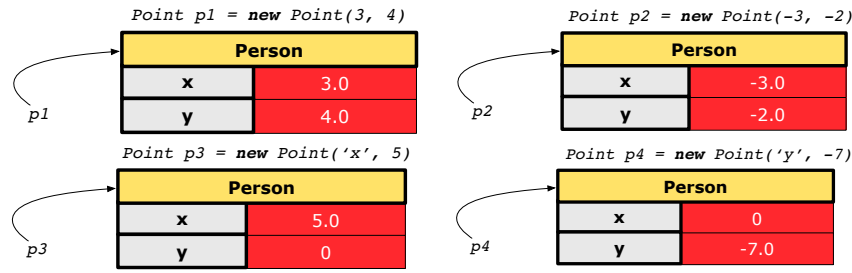 Point p1 = new Point(3, 4)
Person
x 3.0
y 4.0
p1
Point p2 = new Point(-3, -2)
Person
x -3.0
y -2.0
p2
Point p3 = new Point(‘x’, 5)
Person
x 5.0
y 0
p3
Point p4 = new Point(‘y’, -7)
Person
x 0
y -7.0
p4